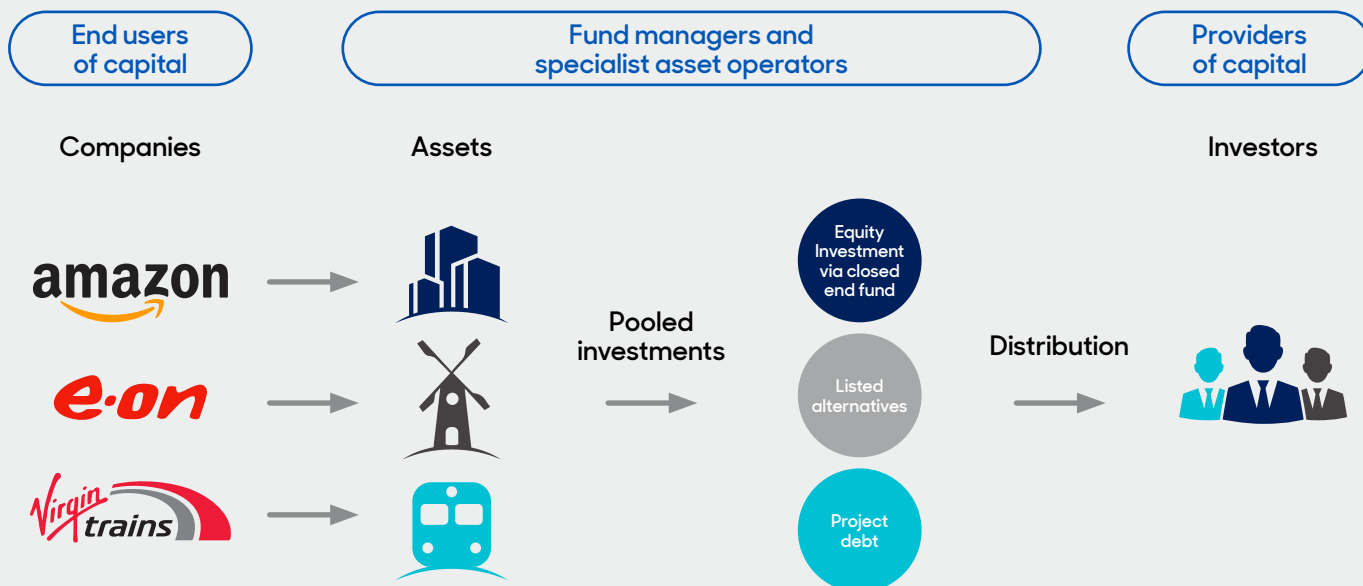 End users
of capital
Fund managers and
specialist asset operators
Providers
of capital
Companies
Assets
Investors
amazon
e·on
Virgin
trains
Pooled
investments
Equity
Investment
via closed
end fund
Listed
alternatives
Project
debt
Distribution